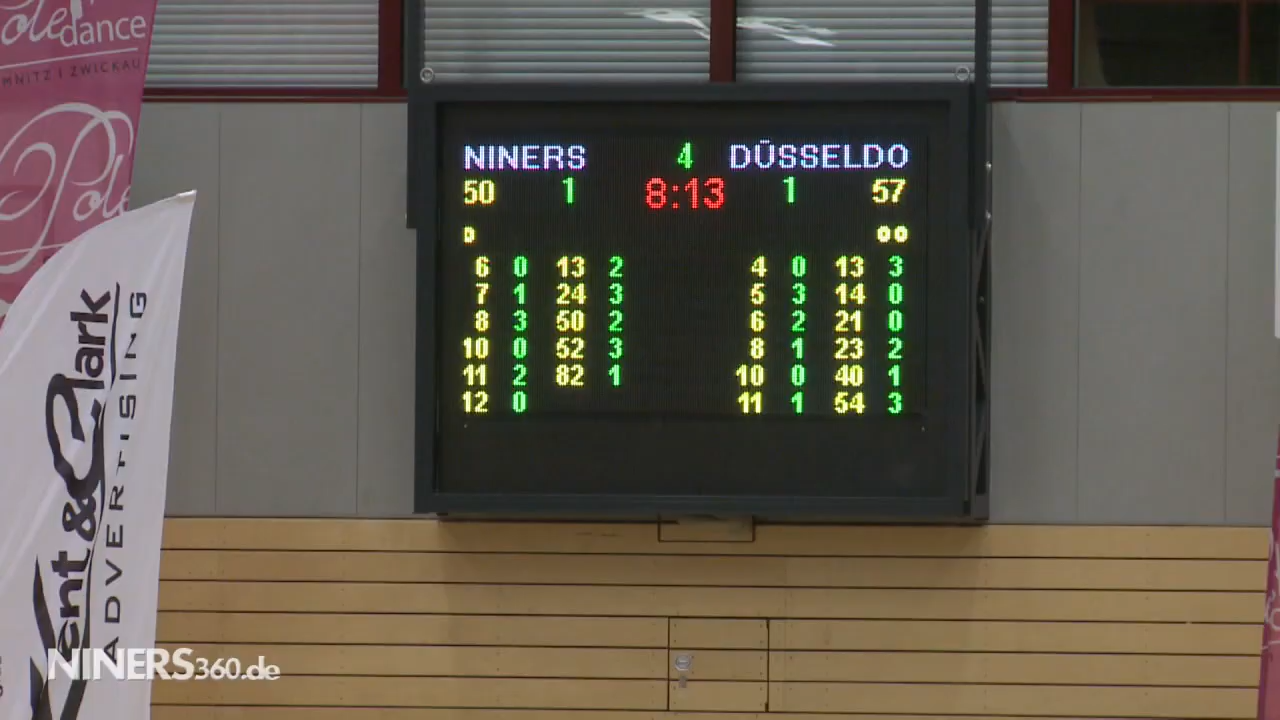 Pole
dance
MNITZ I ZWICKAU
Pole
NINERS 4 DÜSSELDO
50 1 8:13 1 57
6 0 13 2 4 0 13 3
7 1 24 3 5 3 14 0
8 3 50 2 6 2 21 0
10 0 52 3 8 1 23 2
11 2 82 1 10 0 40 1
12 0 11 1 54 3
ADVERTISING
NINERS360.de